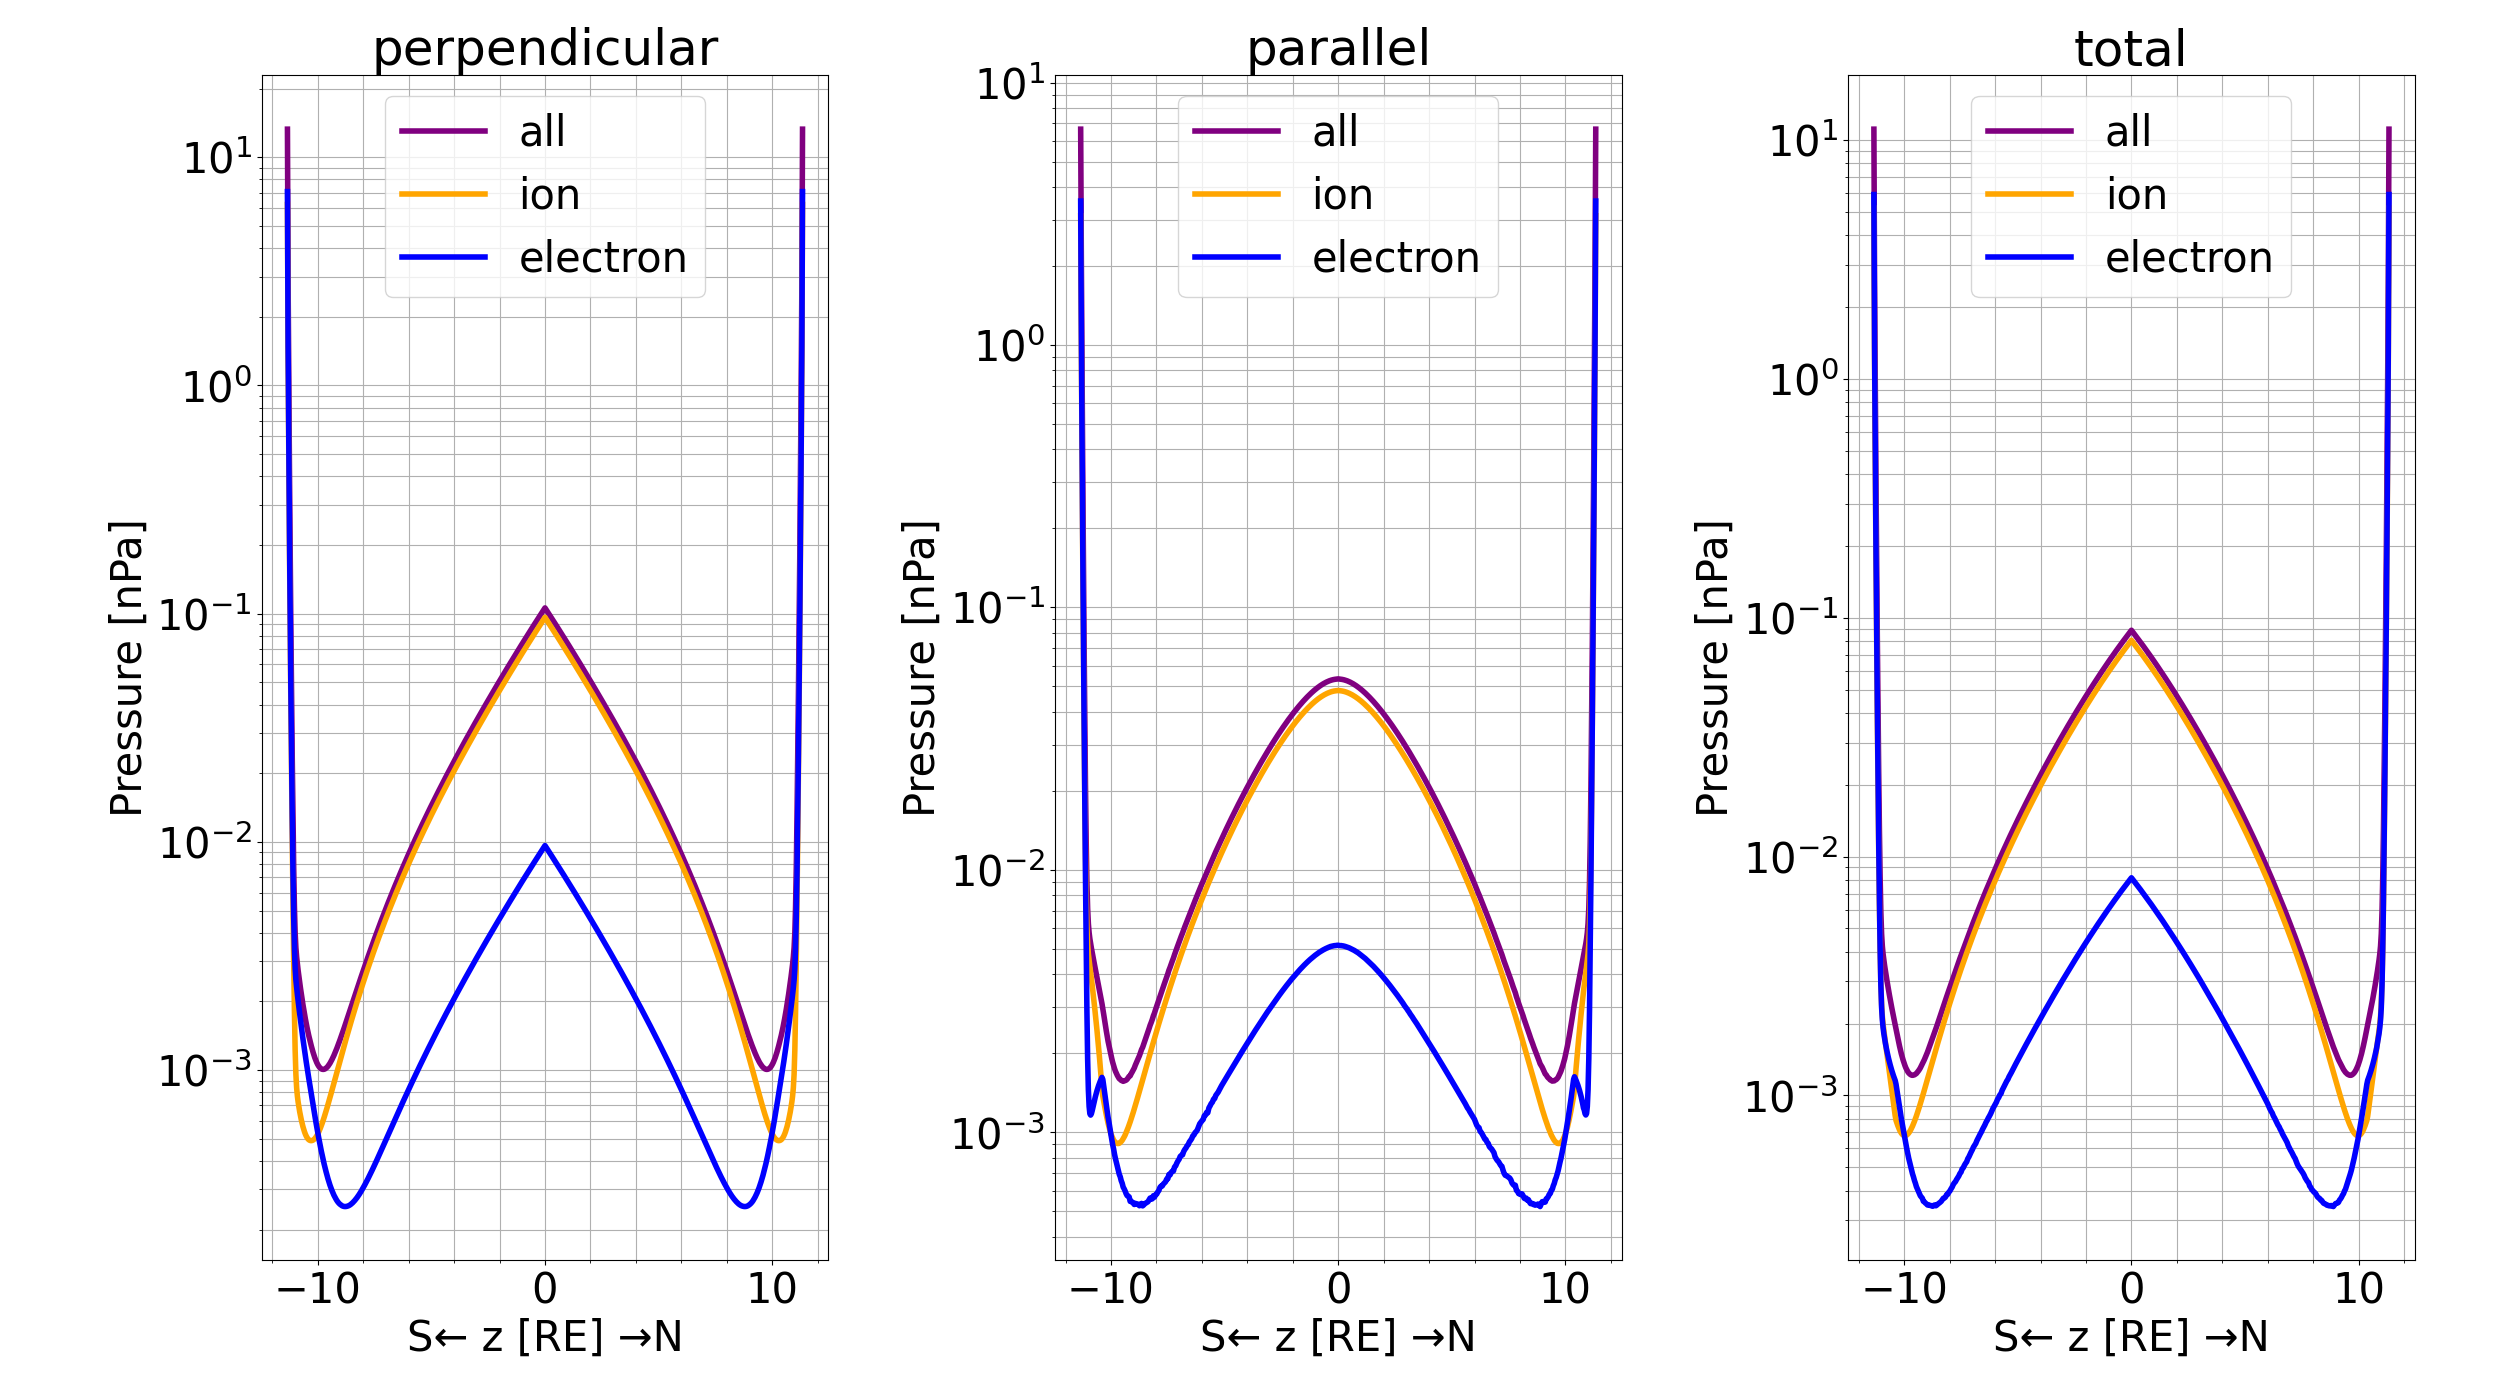 perpendicular
all
ion
electron
10¹
10⁰
10⁻¹
10⁻²
10⁻³
Pressure [nPa]
−10 0 10
S← z [RE] →N
parallel
all
ion
electron
10¹
10⁰
10⁻¹
10⁻²
10⁻³
Pressure [nPa]
−10 0 10
S← z [RE] →N
total
all
ion
electron
10¹
10⁰
10⁻¹
10⁻²
10⁻³
Pressure [nPa]
−10 0 10
S← z [RE] →N